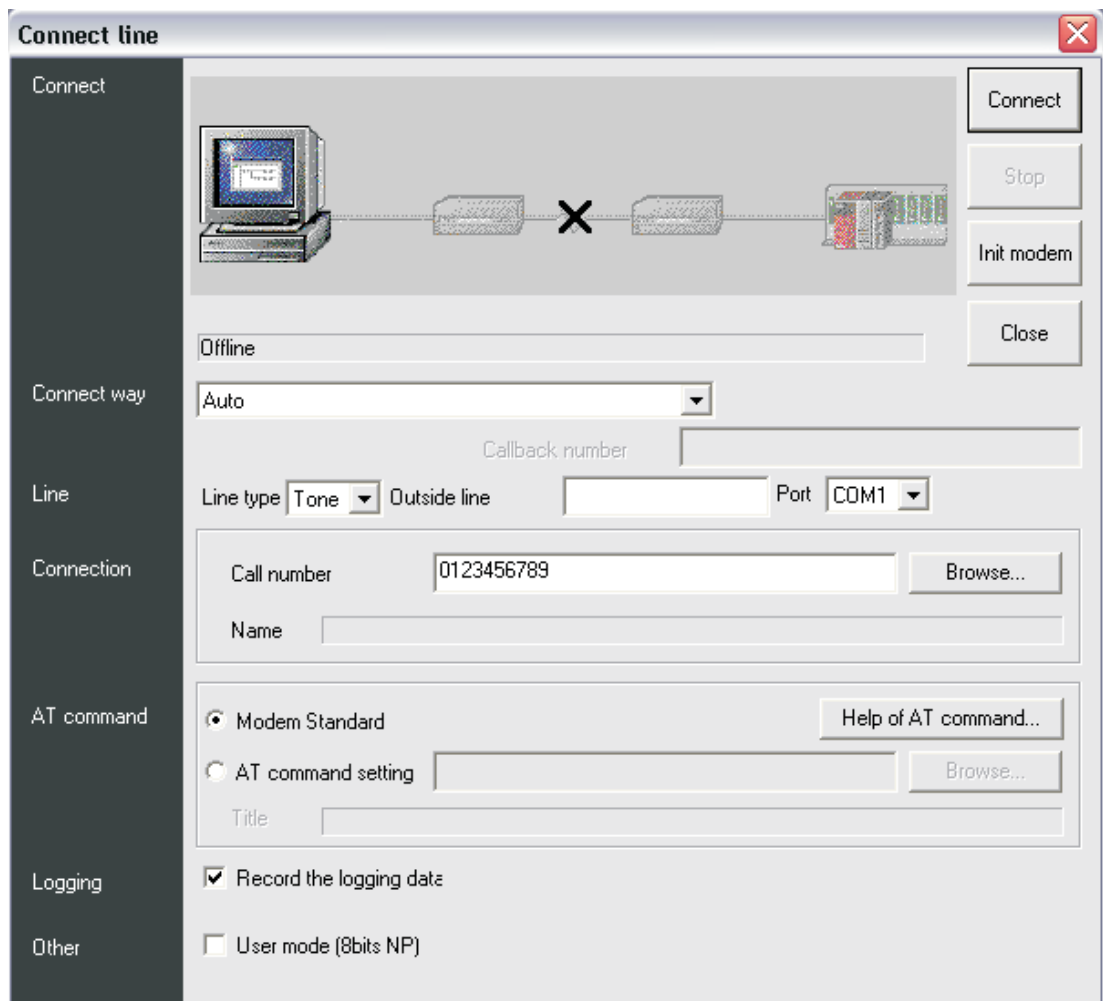 Connect line
Connect
Connect
Stop
Init modem
Close
Offline
Connect way
Auto
Callback number
Line
Line type Tone Outside line Port COM1
Connection
Call number 0123456789 Browse...
Name
AT command
Modem Standard Help of AT command...
AT command setting Browse...
Title
Logging
Record the logging data
Other
User mode (8bits NP)